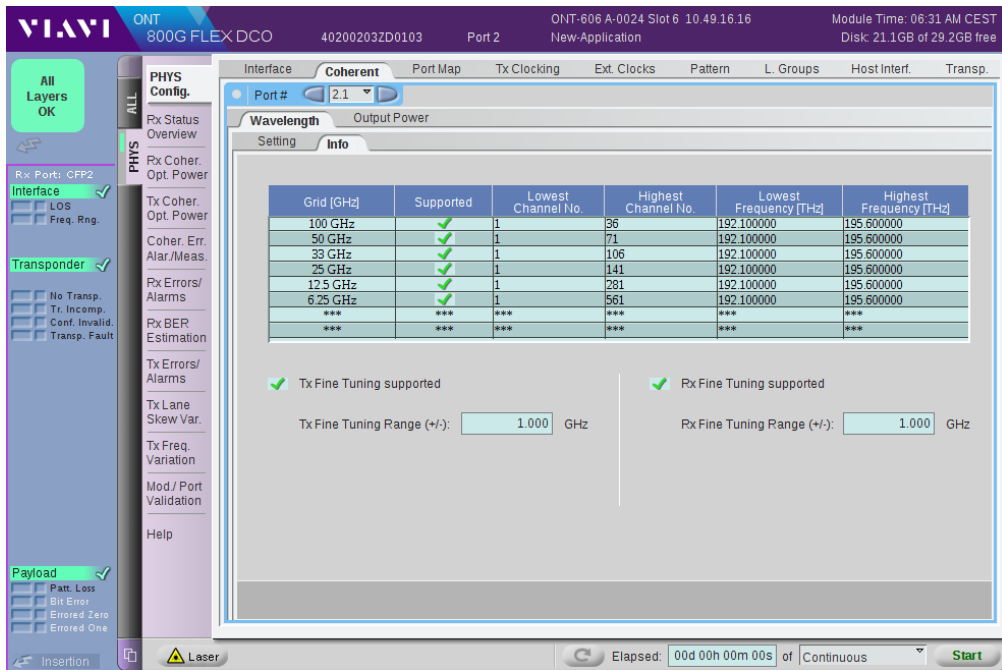 VIAVI
ONT
800G FLEX DCO
40200203ZD0103
Port 2
ONT-606 A-0024 Slot 6 10.49.16.16
New-Application
Module Time: 06:31 AM CEST
Disk: 21.1GB of 29.2GB free
All
Layers
OK
Rx Port: CFP2
Interface
LOS
Freq. Rng.
Transponder
No Transp.
Tr. Incomp.
Conf. Invalid.
Transp. Fault
Payload
Patt. Loss
Bit Error
Errored Zero
Errored One
Insertion
ALL
PHYS
PHYS
Config.
Rx Status
Overview
Rx Coher.
Opt. Power
Tx Coher.
Opt. Power
Coher. Err.
Alar./Meas.
Rx Errors/
Alarms
Rx BER
Estimation
Tx Errors/
Alarms
Tx Lane
Skew Var.
Tx Freq.
Variation
Mod./ Port
Validation
Help
Interface Coherent Port Map Tx Clocking Ext. Clocks Pattern L. Groups Host Interf. Transp.
Port # 2.1
Wavelength Output Power
Setting Info
Grid [GHz] Supported Lowest Channel No. Highest Channel No. Lowest Frequency [THz] Highest Frequency [THz]
100 GHz 1 36 192.100000 195.600000
50 GHz 1 71 192.100000 195.600000
33 GHz 1 106 192.100000 195.600000
25 GHz 1 141 192.100000 195.600000
12.5 GHz 1 281 192.100000 195.600000
6.25 GHz 1 561 192.100000 195.600000
*** *** *** *** *** ***
*** *** *** *** *** ***
Tx Fine Tuning supported
Rx Fine Tuning supported
Tx Fine Tuning Range (+/-): 1.000 GHz
Rx Fine Tuning Range (+/-): 1.000 GHz
Laser
Elapsed: 00d 00h 00m 00s of Continuous
Start